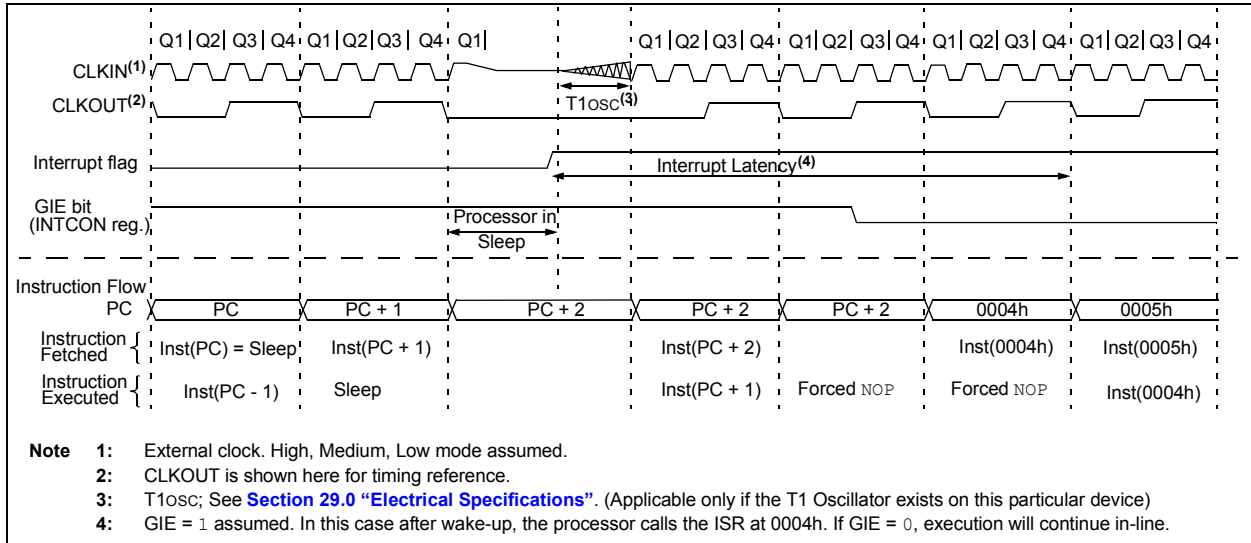 Q1 Q2 Q3 Q4 Q1 Q2 Q3 Q4 Q1 Q1 Q2 Q3 Q4 Q1 Q2 Q3 Q4 Q1 Q2 Q3 Q4 Q1 Q2 Q3 Q4
CLKIN(1)
CLKOUT(2)
T1OSC(3)
Interrupt flag
Interrupt Latency(4)
GIE bit
(INTCON reg.)
Processor in
Sleep
Instruction Flow
PC PC PC + 1 PC + 2 PC + 2 PC + 2 0004h 0005h
Instruction
Fetched { Inst(PC) = Sleep Inst(PC + 1) Inst(PC + 2) Inst(0004h) Inst(0005h)
Instruction
Executed { Inst(PC - 1) Sleep Inst(PC + 1) Forced NOP Forced NOP Inst(0004h)
Note 1: External clock. High, Medium, Low mode assumed.
2: CLKOUT is shown here for timing reference.
3: T1OSC; See Section 29.0 “Electrical Specifications”. (Applicable only if the T1 Oscillator exists on this particular device)
4: GIE = 1 assumed. In this case after wake-up, the processor calls the ISR at 0004h. If GIE = 0, execution will continue in-line.